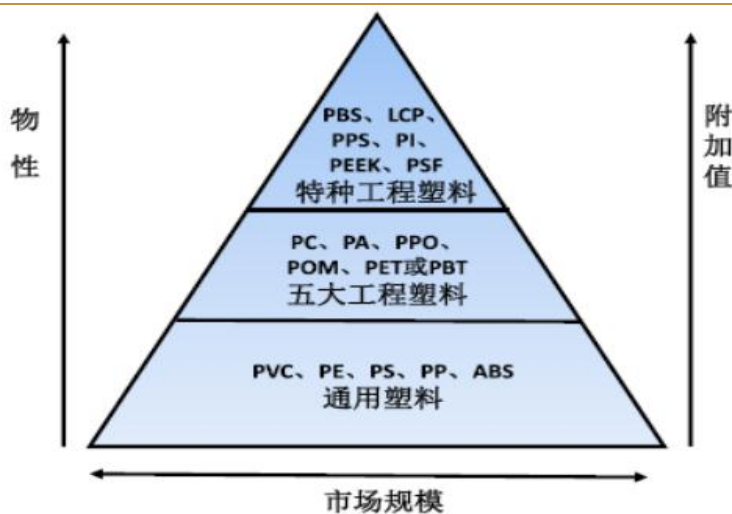 物性
PBS、LCP、
PPS、PI、
PEEK、PSF
特种工程塑料
附加值
PC、PA、PPO、
POM、PET或PBT
五大工程塑料
PVC、PE、PS、PP、ABS
通用塑料
市场规模